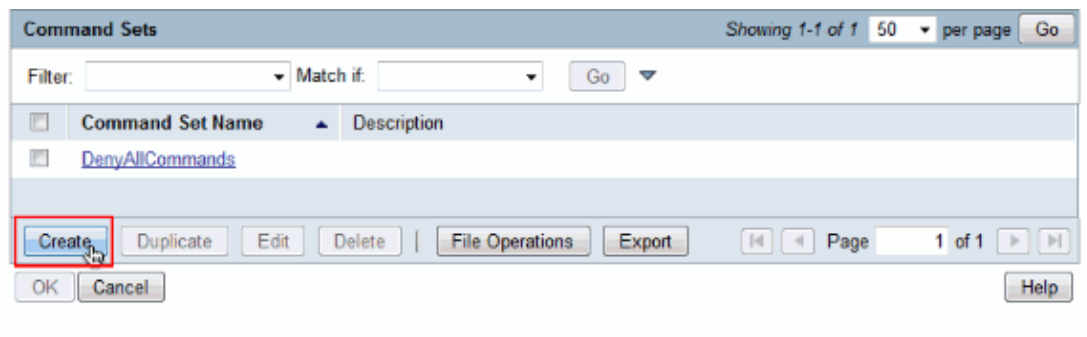 Command Sets Showing 1-1 of 1 50 per page Go
Filter: Match if: Go
Command Set Name Description
DenyAllCommands
Create Duplicate Edit Delete | File Operations Export Page 1 of 1
OK Cancel Help